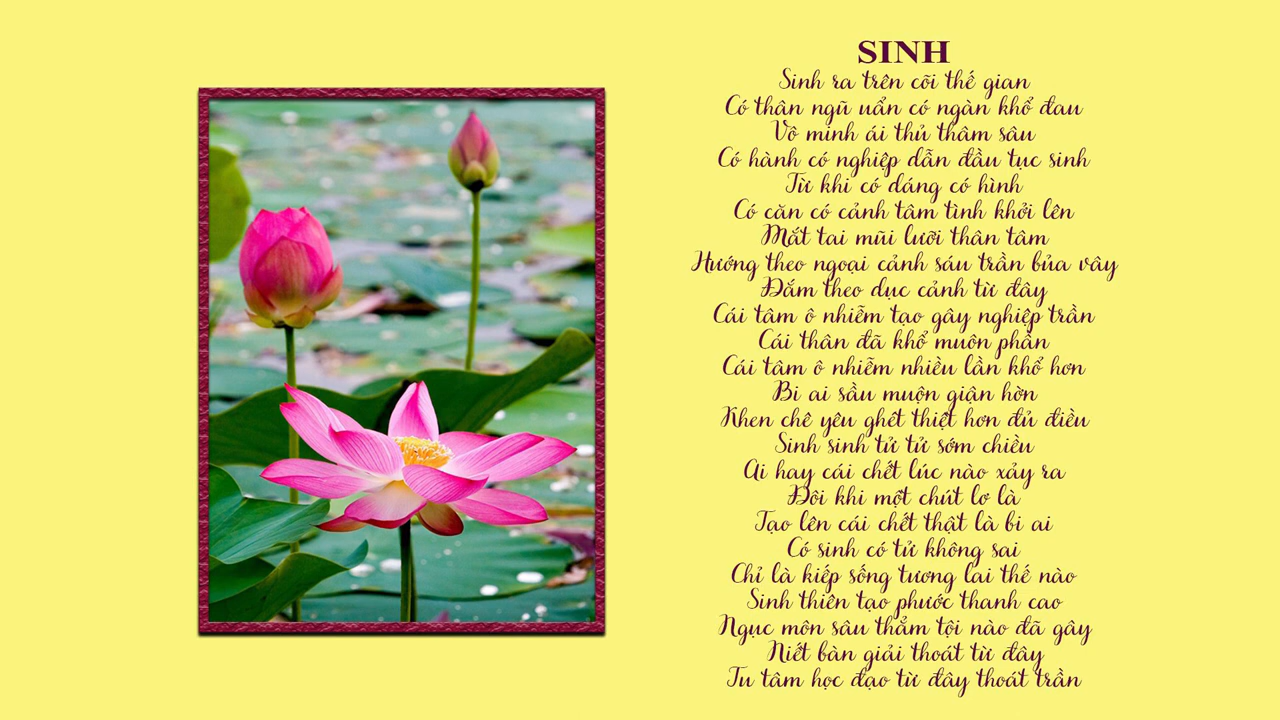 SINH
Sinh ra trên cõi thế gian
Có thân ngũ uẩn có ngàn khổ đau
Vô minh ái thủ thâm sâu
Có hành có nghiệp dẫn đầu tục sinh
Từ khi có dáng có hình
Có căn có cảnh tâm tình khởi lên
Mắt tai mũi lưỡi thân tâm
Hướng theo ngoại cảnh sáu trần bủa vây
Đắm theo dục cảnh từ đây
Cái tâm ô nhiễm tạo gây nghiệp trần
Cái thân đã khổ muôn phần
Cái tâm ô nhiễm nhiều lần khổ hơn
Bi ai sầu muộn giận hờn
Khen chê yêu ghét thiệt hơn đủ điều
Sinh sinh tử tử sớm chiều
Ai hay cái chết lúc nào xảy ra
Đôi khi một chút lơ là
Tạo lên cái chết thật là bi ai
Có sinh có tử không sai
Chỉ là kiếp sống tương lai thế nào
Sinh thiên tạo phước thanh cao
Ngục môn sâu thẳm tội nào đã gây
Niết bàn giải thoát từ đây
Tu tâm học đạo từ đây thoát trần